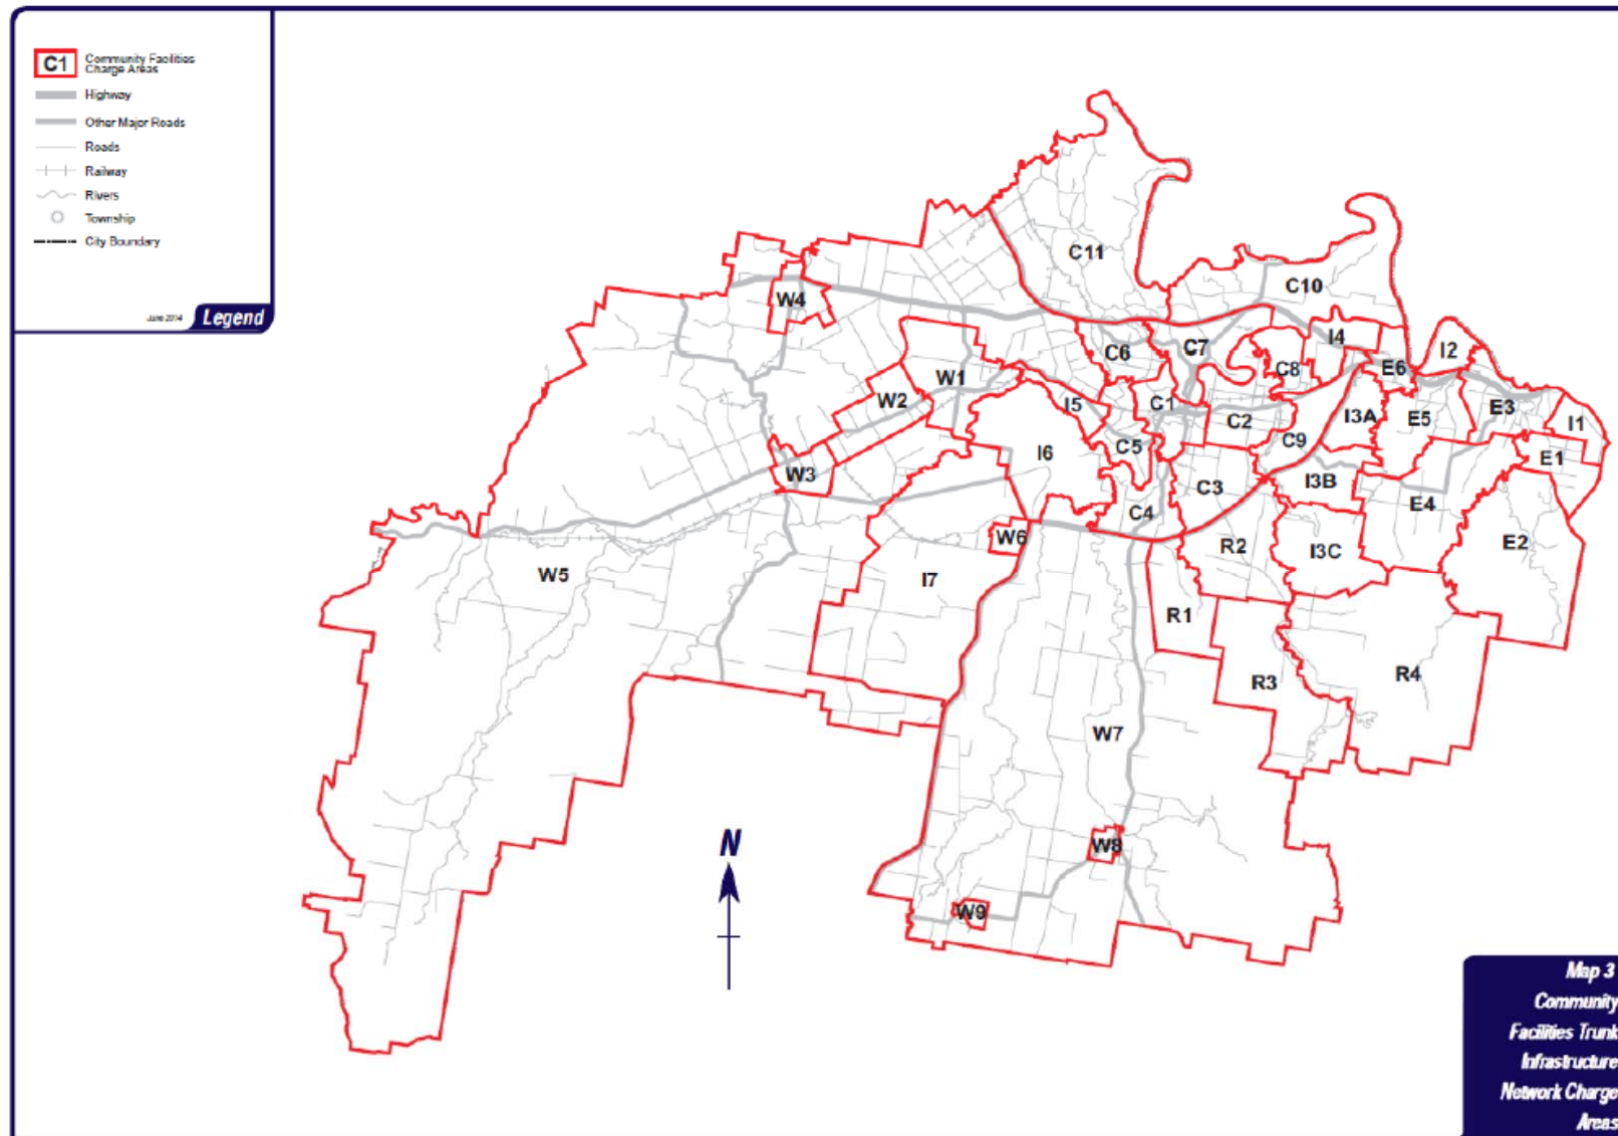 C1
Community Facilities
Charge Areas
Highway
Other Major Roads
Roads
Railway
Rivers
Township
City Boundary
June 2014
Legend
C11
C10
W4
I4
I2
C7
C6
C8
E6
W1
W2
I5
C1
E3
I3A
E5
I1
C2
C9
C5
I6
E1
W3
I3B
C3
E4
C4
W6
E2
R2
I3C
W5
I7
R1
R4
R3
W7
N
W8
W9
Map 3
Community
Facilities Trunk
Infrastructure
Network Charge
Areas